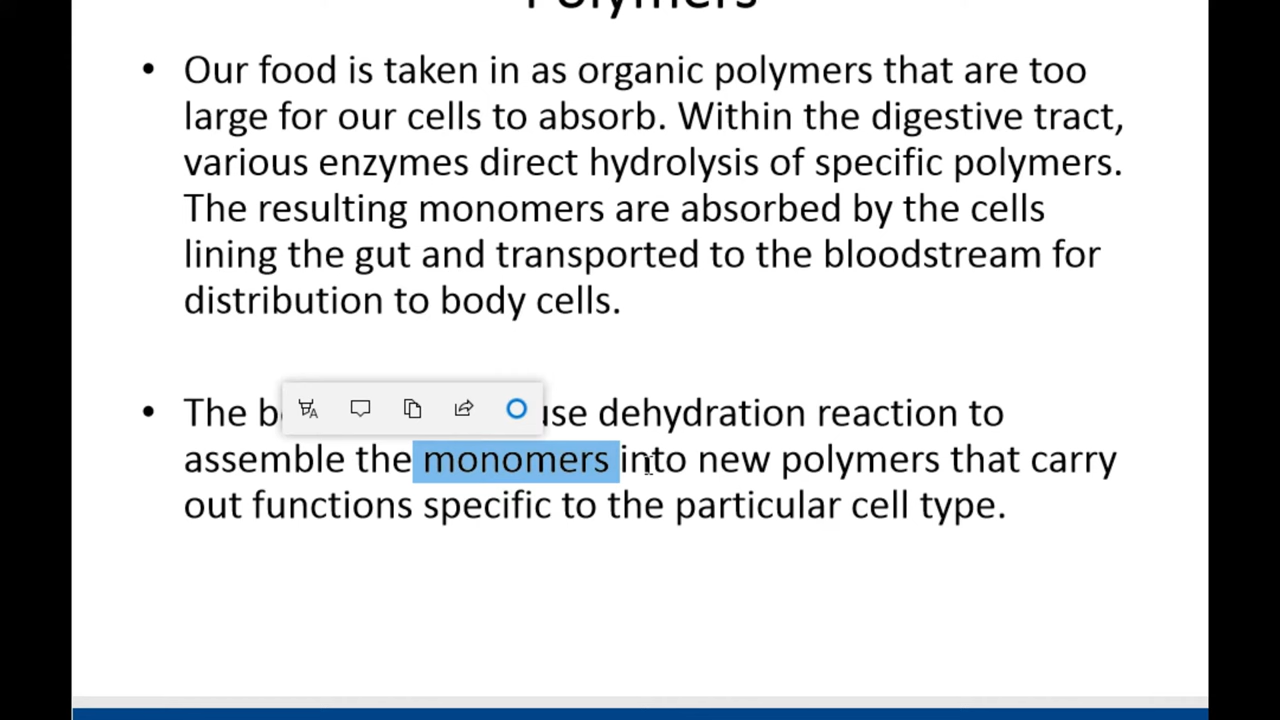 Polymers
• Our food is taken in as organic polymers that are too
large for our cells to absorb. Within the digestive tract,
various enzymes direct hydrolysis of specific polymers.
The resulting monomers are absorbed by the cells
lining the gut and transported to the bloodstream for
distribution to body cells.
• The use dehydration reaction to
assemble the monomers into new polymers that carry
out functions specific to the particular cell type.